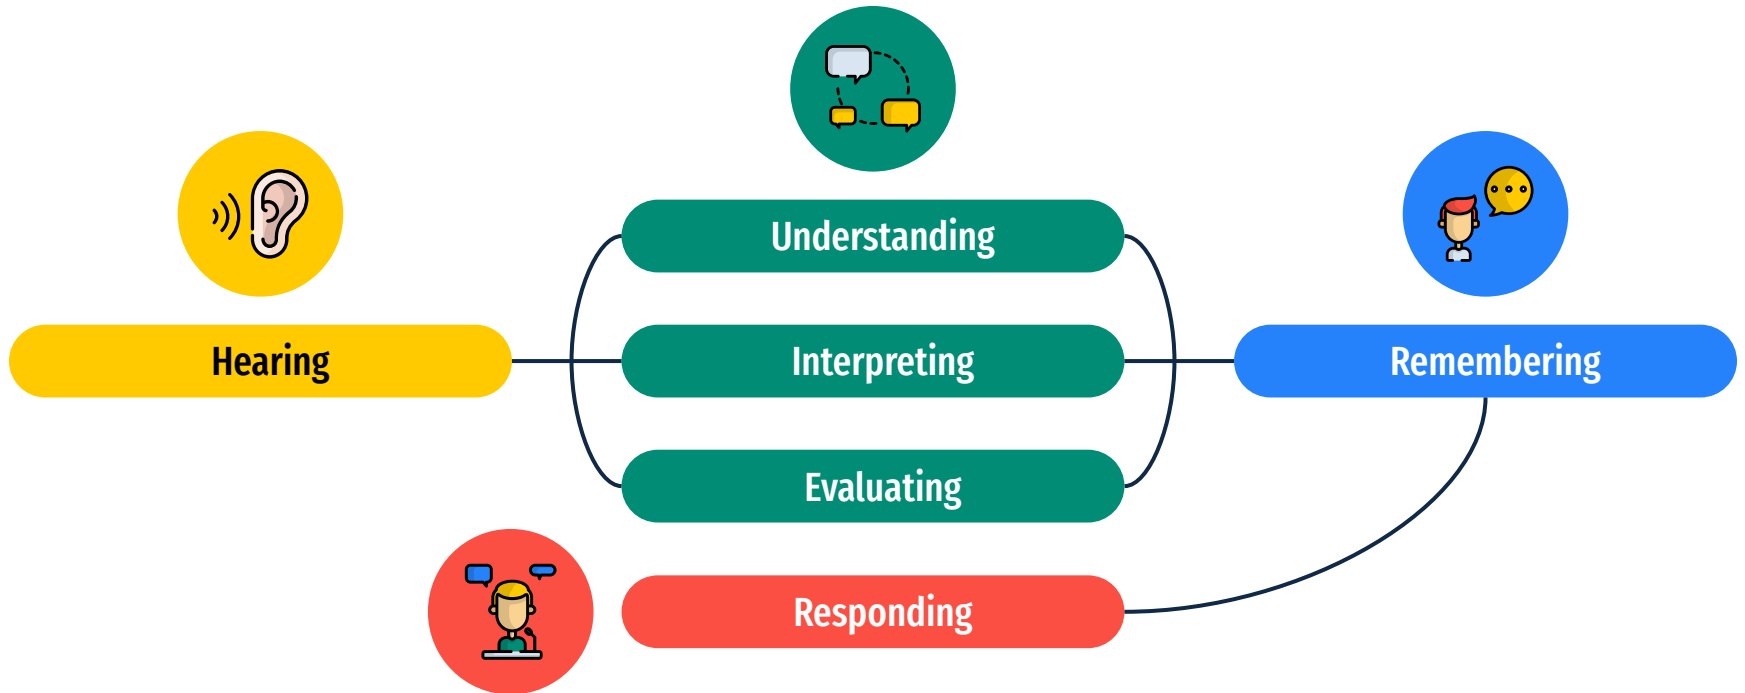 Understanding
Hearing
Interpreting
Remembering
Evaluating
Responding